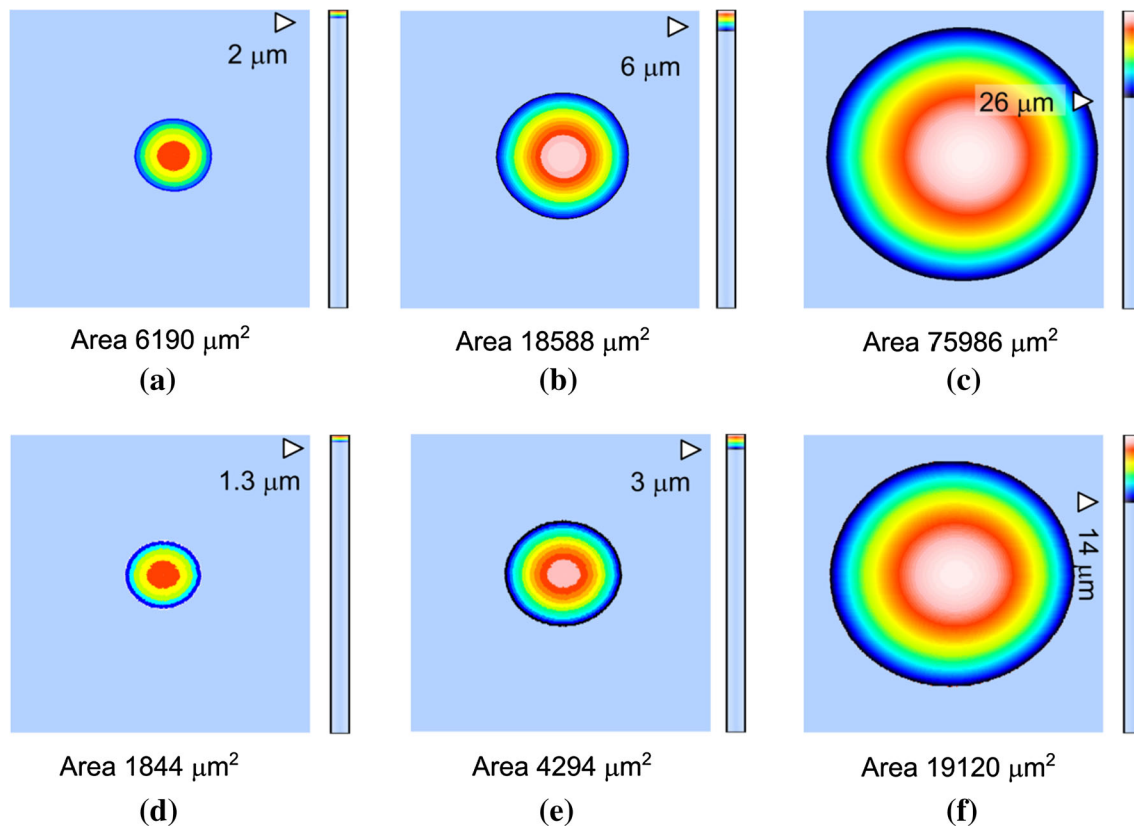 2 μm
6 μm
26 μm
Area 6190 μm²
Area 18588 μm²
Area 75986 μm²
(a)
(b)
(c)
1.3 μm
3 μm
14 μm
Area 1844 μm²
Area 4294 μm²
Area 19120 μm²
(d)
(e)
(f)